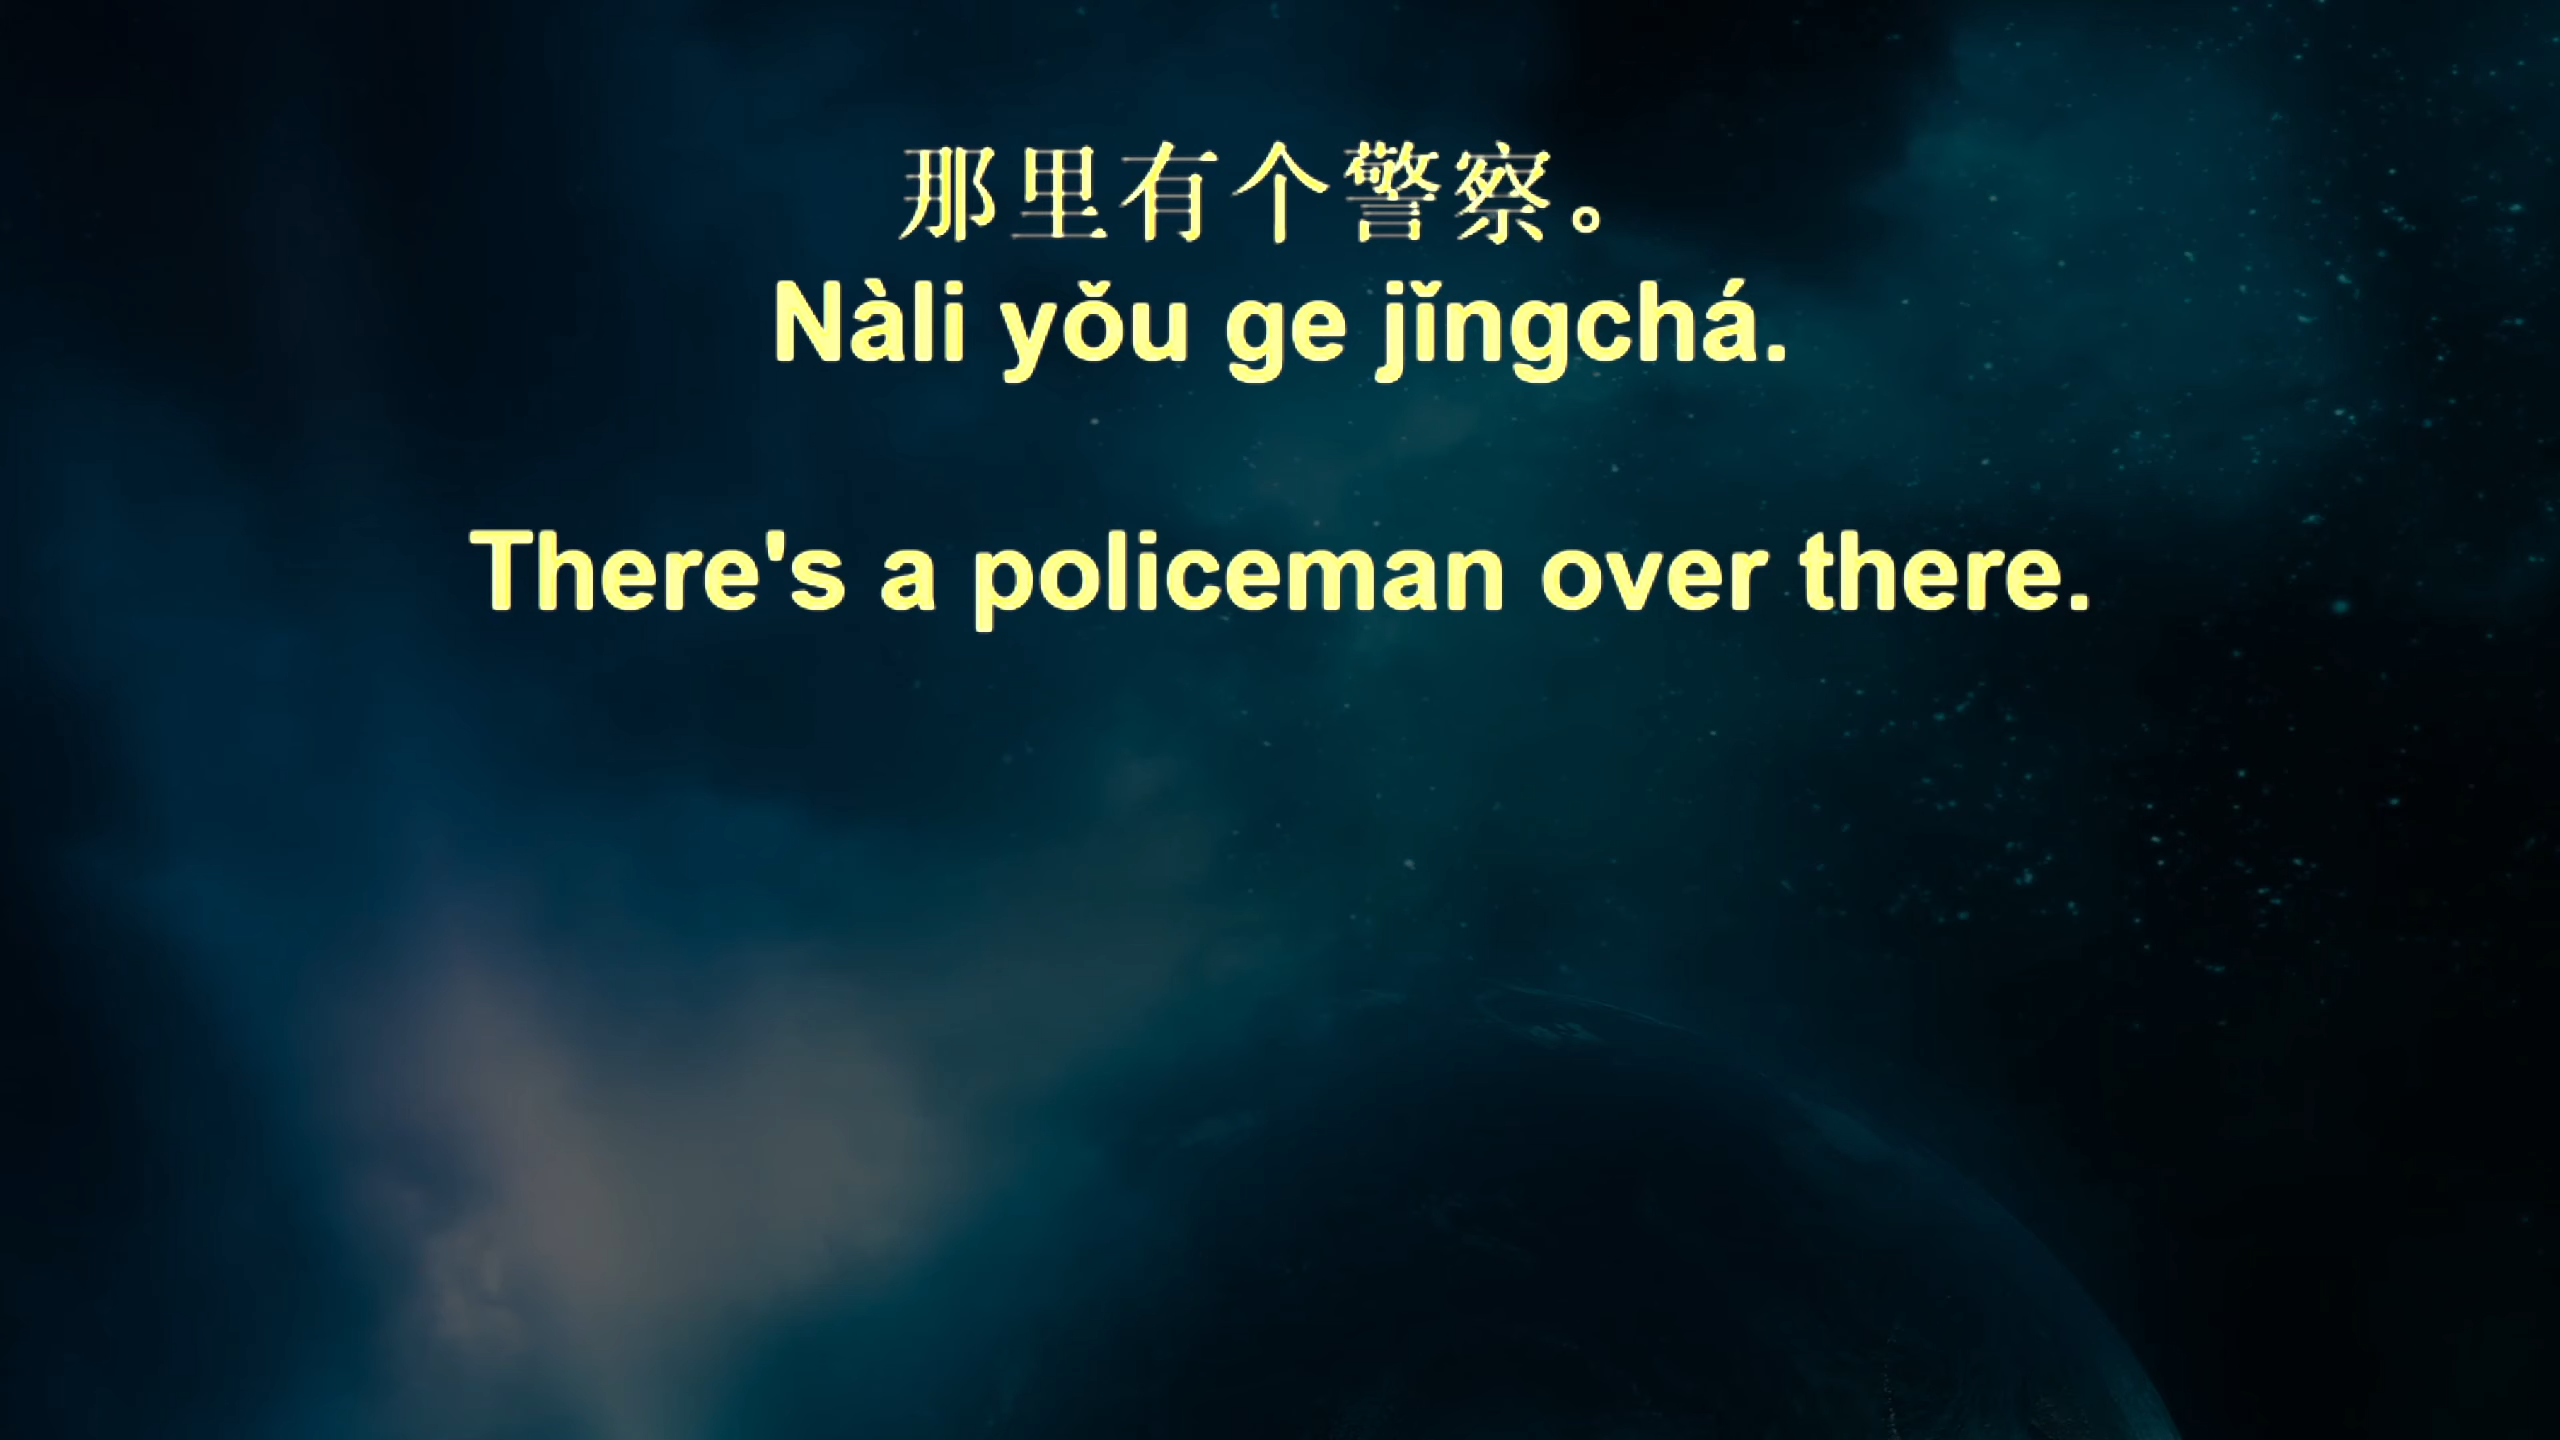 那里有个警察。
Nàli yǒu ge jǐngchá.
There's a policeman over there.